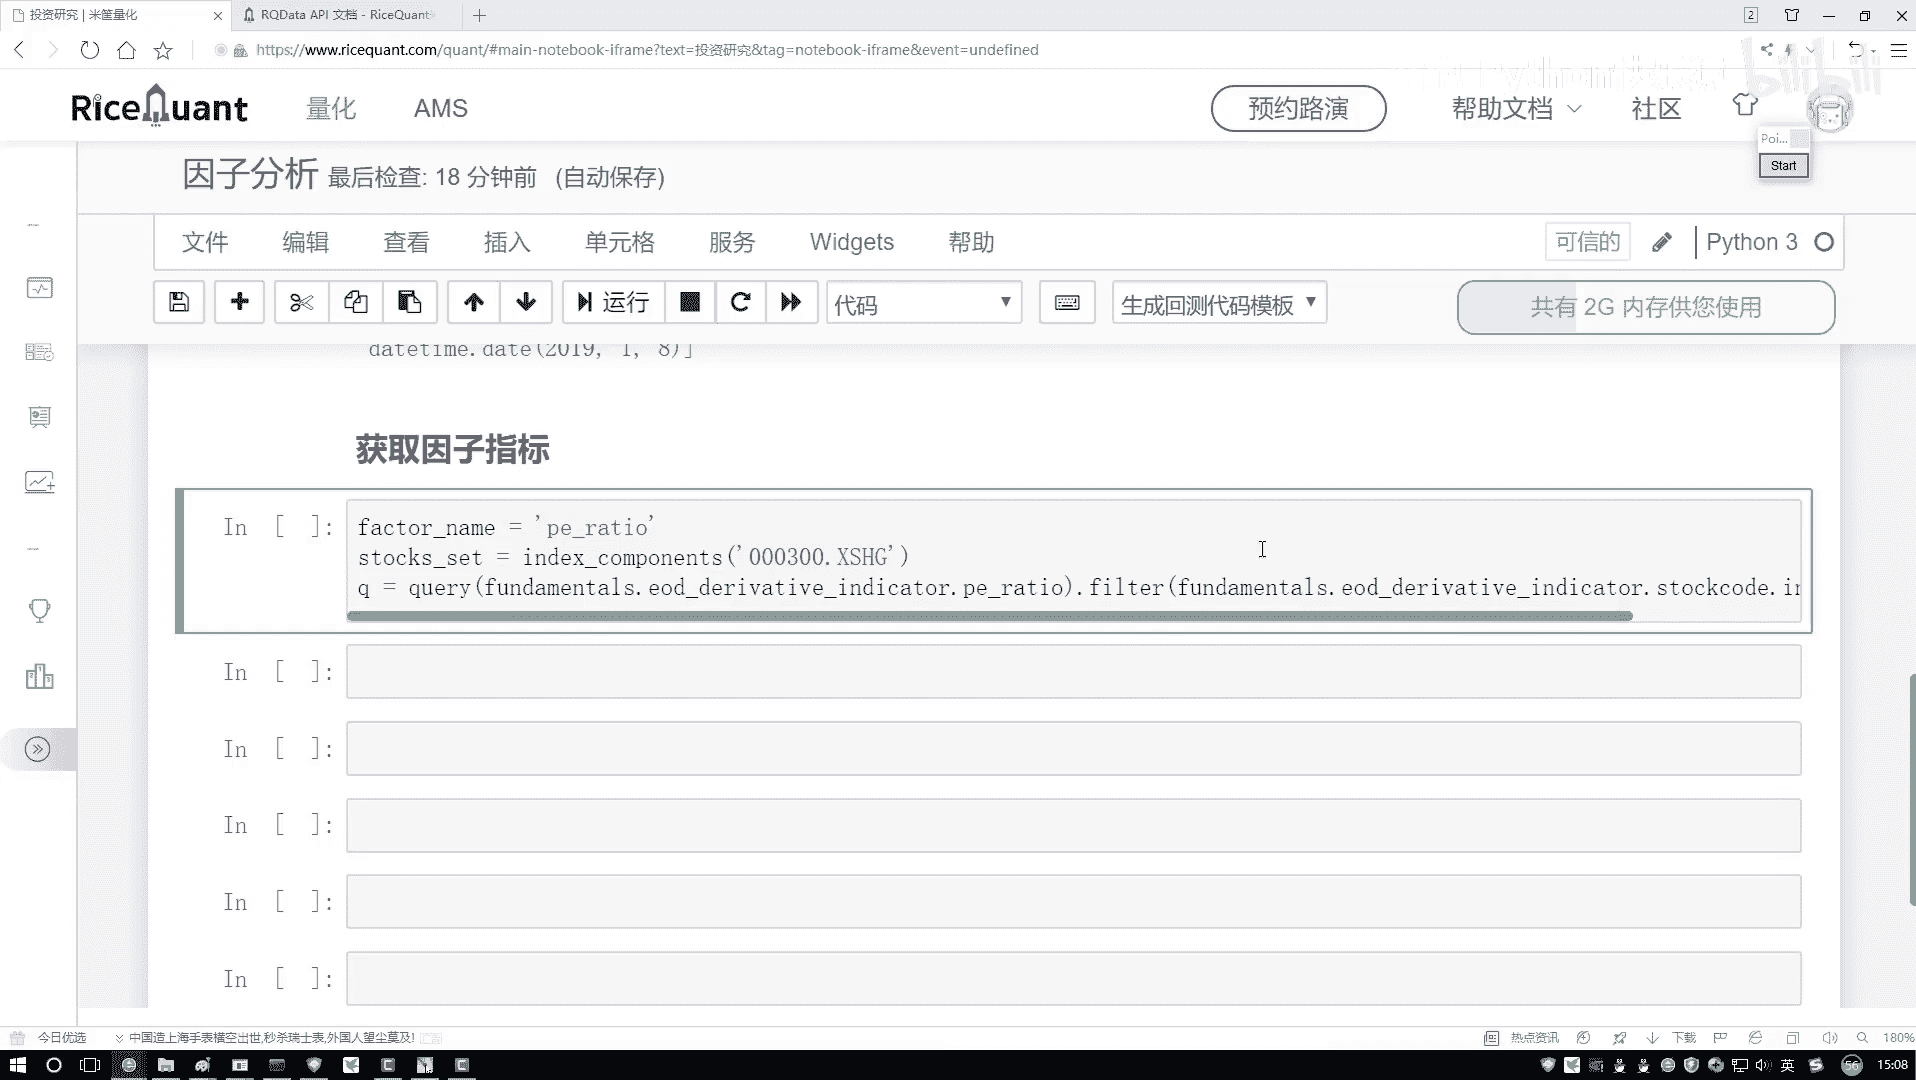 投资研究 | 米筐量化
RQData API 文档 - RiceQuant
2
https://www.ricequant.com/quant/#main-notebook-iframe?text=投资研究&tag=notebook-iframe&event=undefined
bilibili
RiceQuant 量化 AMS 预约路演 帮助文档 社区
Poi...
Start
因子分析 最后检查: 18 分钟前 (自动保存)
文件 编辑 查看 插入 单元格 服务 Widgets 帮助 可信的 Python 3
运行 代码 生成回测代码模板 共有 2G 内存供您使用
datetime.date(2019, 1, 8)]
获取因子指标
In [ ]: factor_name = 'pe_ratio'
stocks_set = index_components('000300.XSHG')
q = query(fundamentals.eod_derivative_indicator.pe_ratio).filter(fundamentals.eod_derivative_indicator.stockcode.in
In [ ]:
In [ ]:
In [ ]:
In [ ]:
In [ ]:
今日优选 中国造上海手表横空出世,秒杀瑞士表,外国人望尘莫及! 热点资讯 下载 180%
英 56 15:08